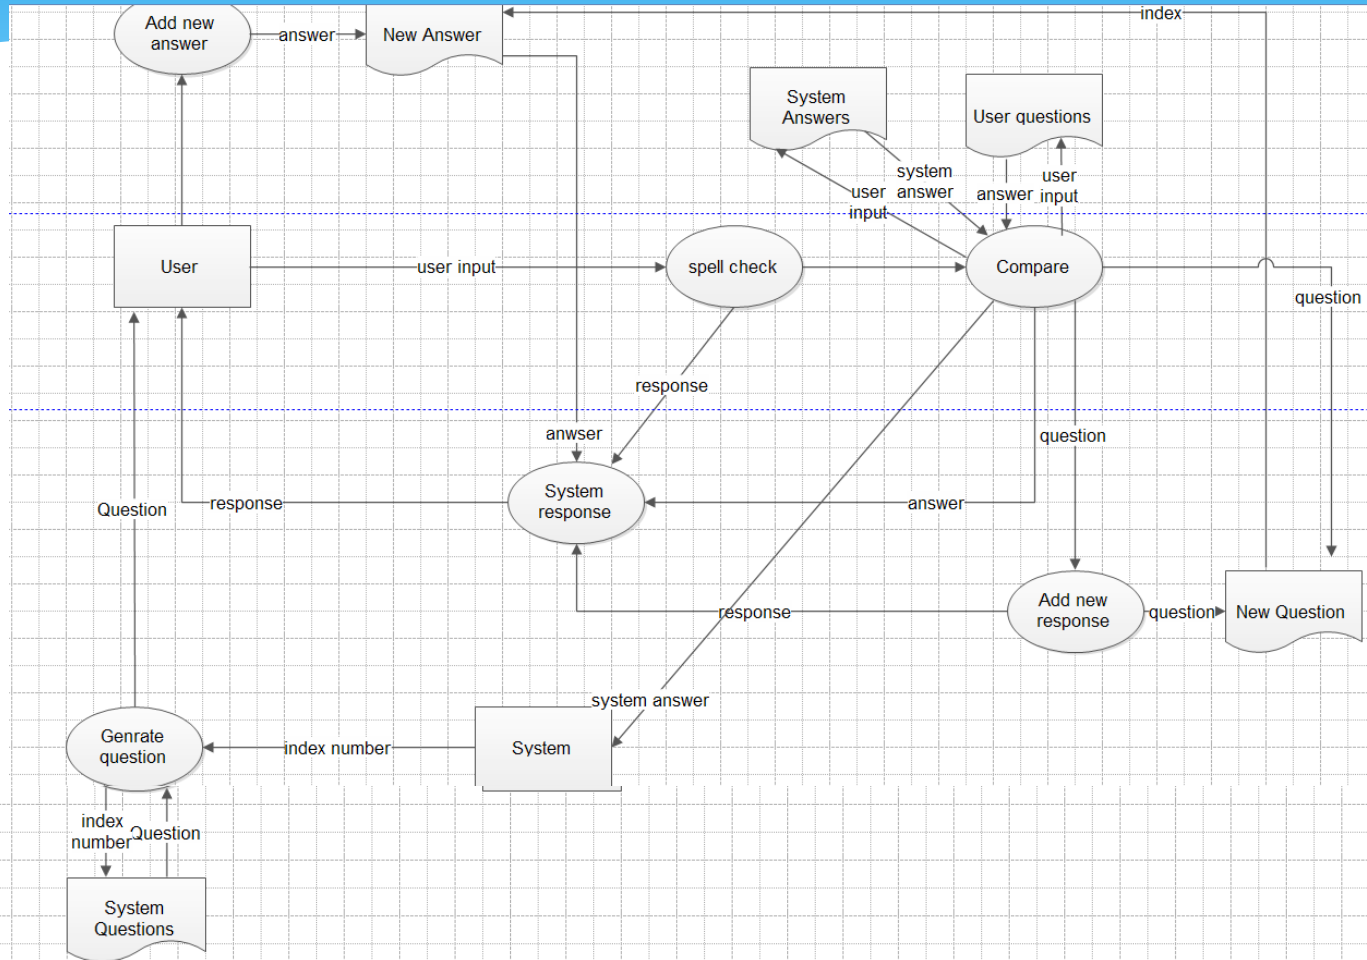 index
Add new
answer
answer
New Answer
System
Answers
User questions
system
answer
user
input
answer
user
input
User
user input
spell check
Compare
question
response
anwser
question
Question
response
System
response
answer
Add new
response
response
question
New Question
system answer
Genrate
question
index number
System
index
number
Question
System
Questions